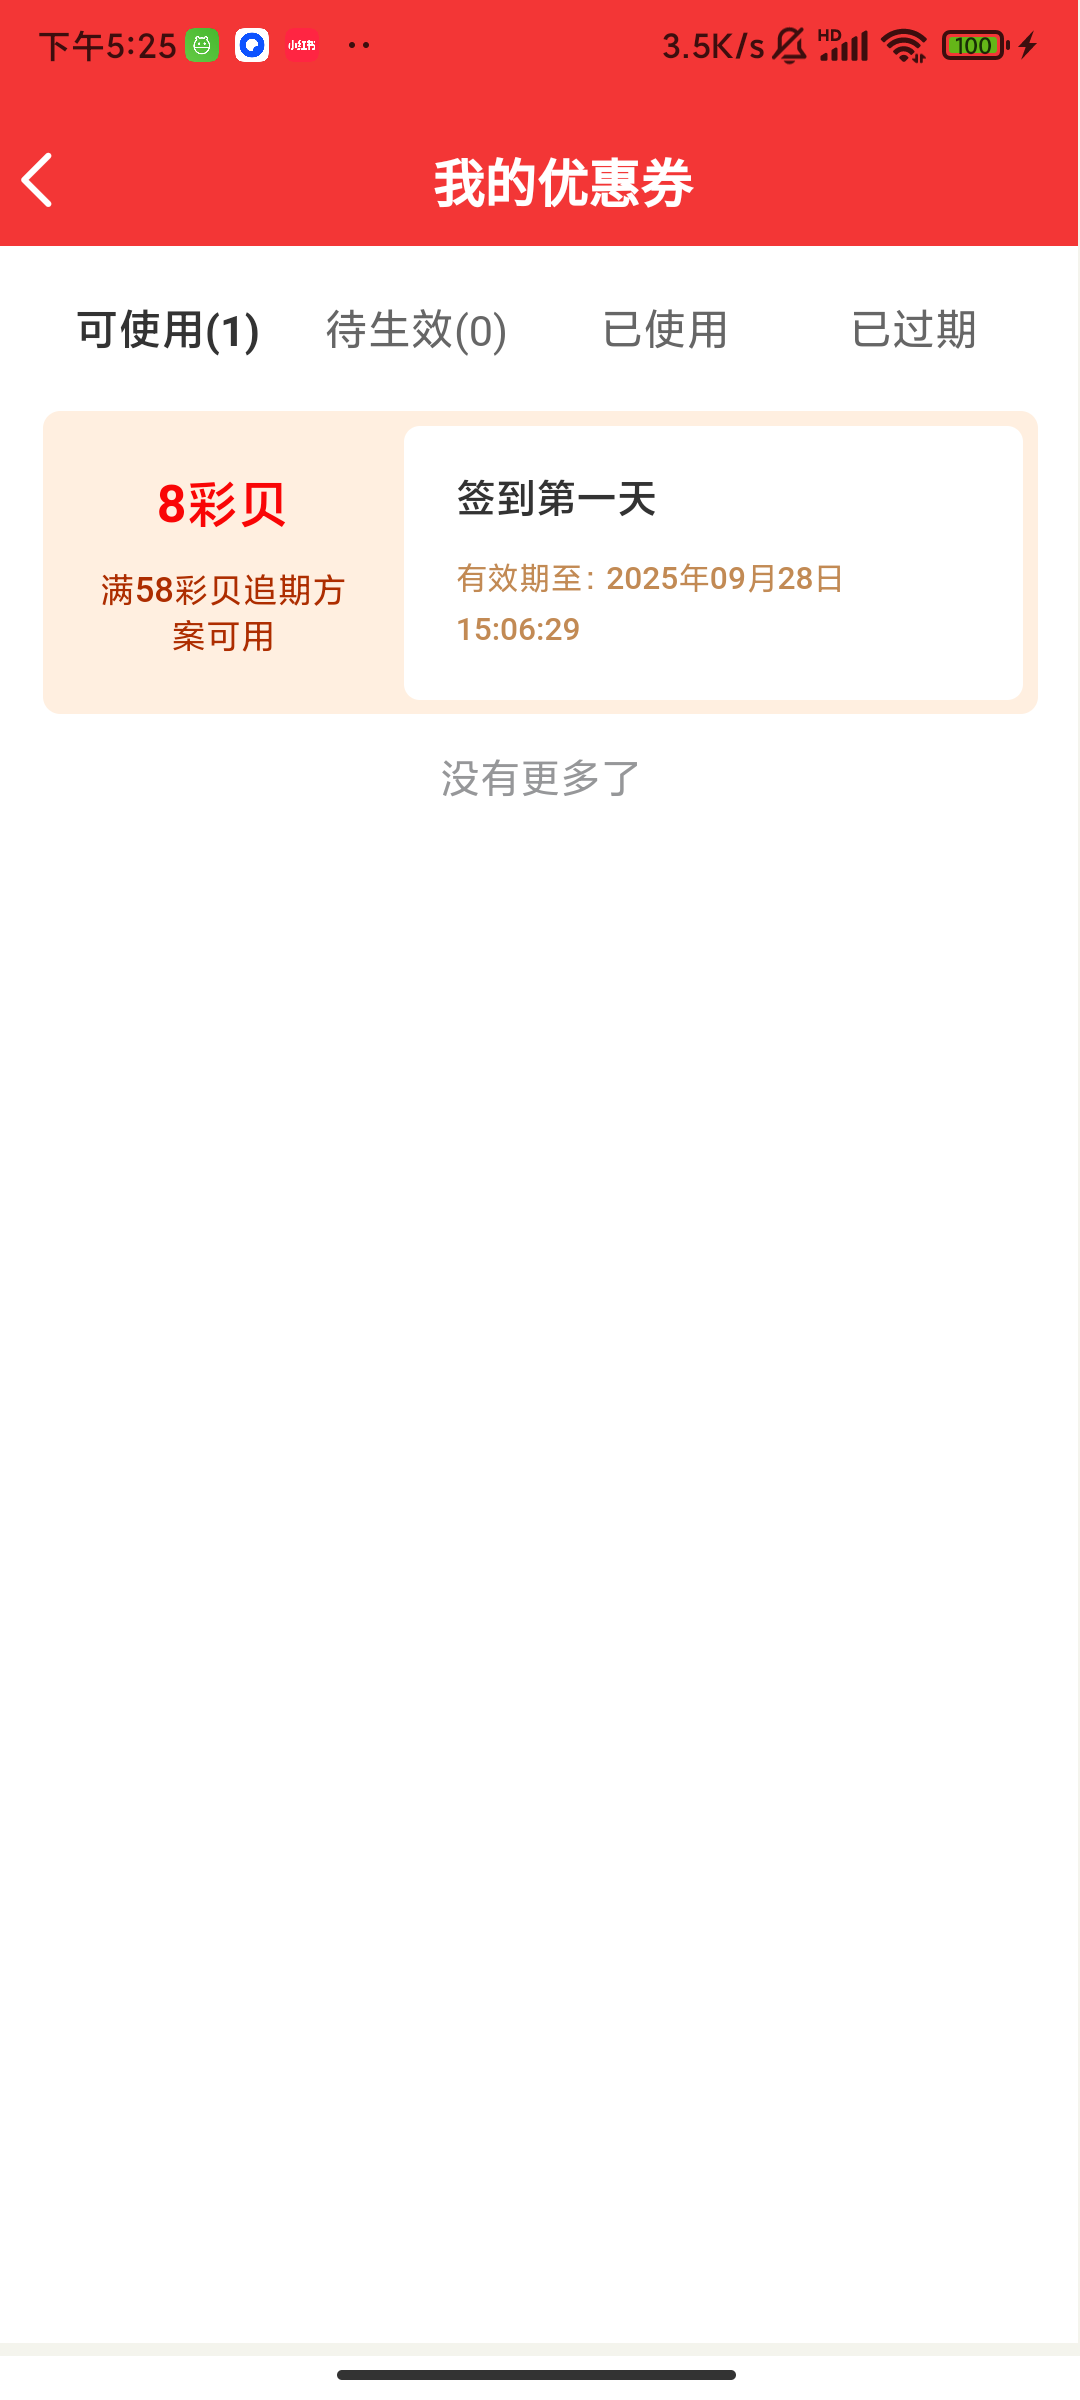 下午5:25 小红书 3.5K/s HD 100
我的优惠券
可使用(1) 待生效(0) 已使用 已过期
8彩贝
满58彩贝追期方
案可用
签到第一天
有效期至：2025年09月28日
15:06:29
没有更多了